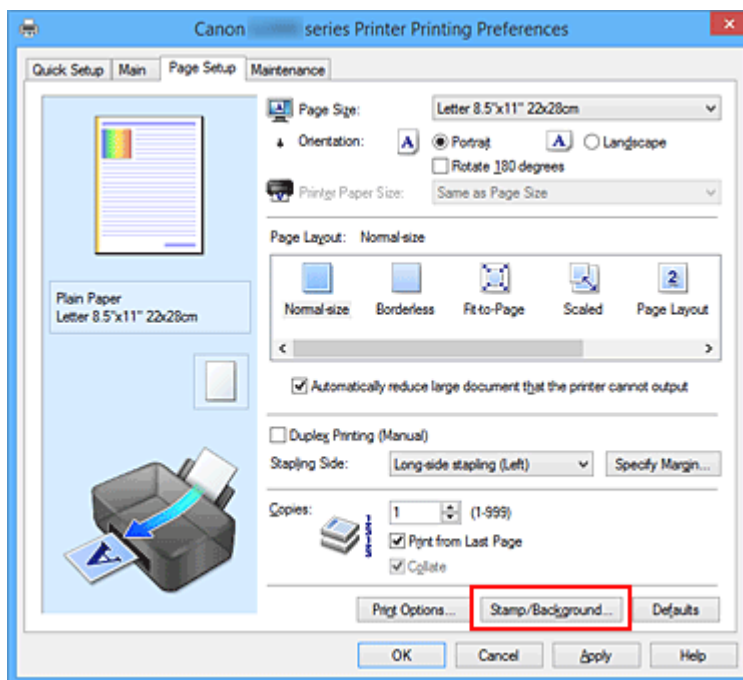 Canon series Printer Printing Preferences
Quick Setup Main Page Setup Maintenance
Page Size: Letter 8.5"x11" 22x28cm
Orientation: A Portrait A Landscape
Rotate 180 degrees
Printer Paper Size: Same as Page Size
Page Layout: Normal-size
2
Normal-size Borderless Fit-to-Page Scaled Page Layout
Plain Paper
Letter 8.5"x11" 22x28cm
Automatically reduce large document that the printer cannot output
Duplex Printing (Manual)
Stapling Side: Long-side stapling (Left) Specify Margin...
Copies: 1 (1-999)
Print from Last Page
Collate
A
Print Options... Stamp/Background... Defaults
OK Cancel Apply Help